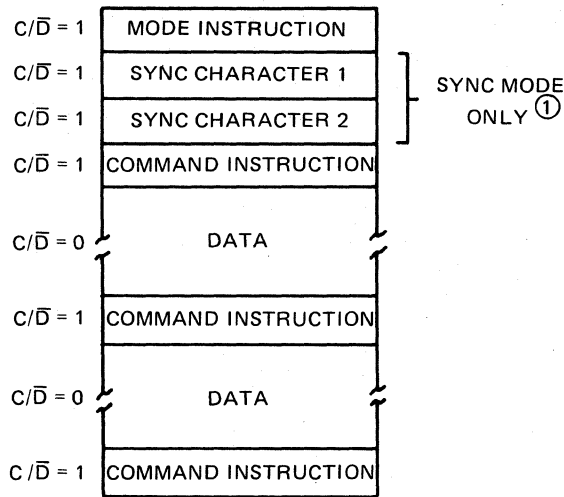 C/D̅ = 1 MODE INSTRUCTION
C/D̅ = 1 SYNC CHARACTER 1
SYNC MODE
ONLY ①
C/D̅ = 1 SYNC CHARACTER 2
C/D̅ = 1 COMMAND INSTRUCTION
C/D̅ = 0 DATA
C/D̅ = 1 COMMAND INSTRUCTION
C/D̅ = 0 DATA
C/D̅ = 1 COMMAND INSTRUCTION